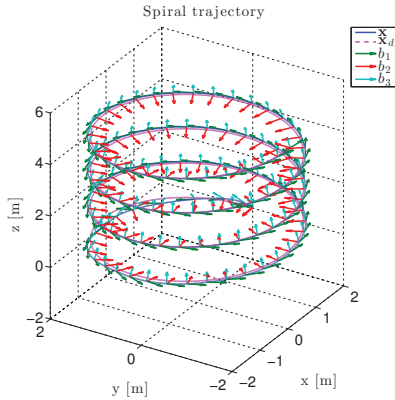 Spiral trajectory
x
x_d
b_1
b_2
b_3
6
4
2
0
−2
z [m]
2
0
−2
y [m]
−2
−1
0
1
2
x [m]